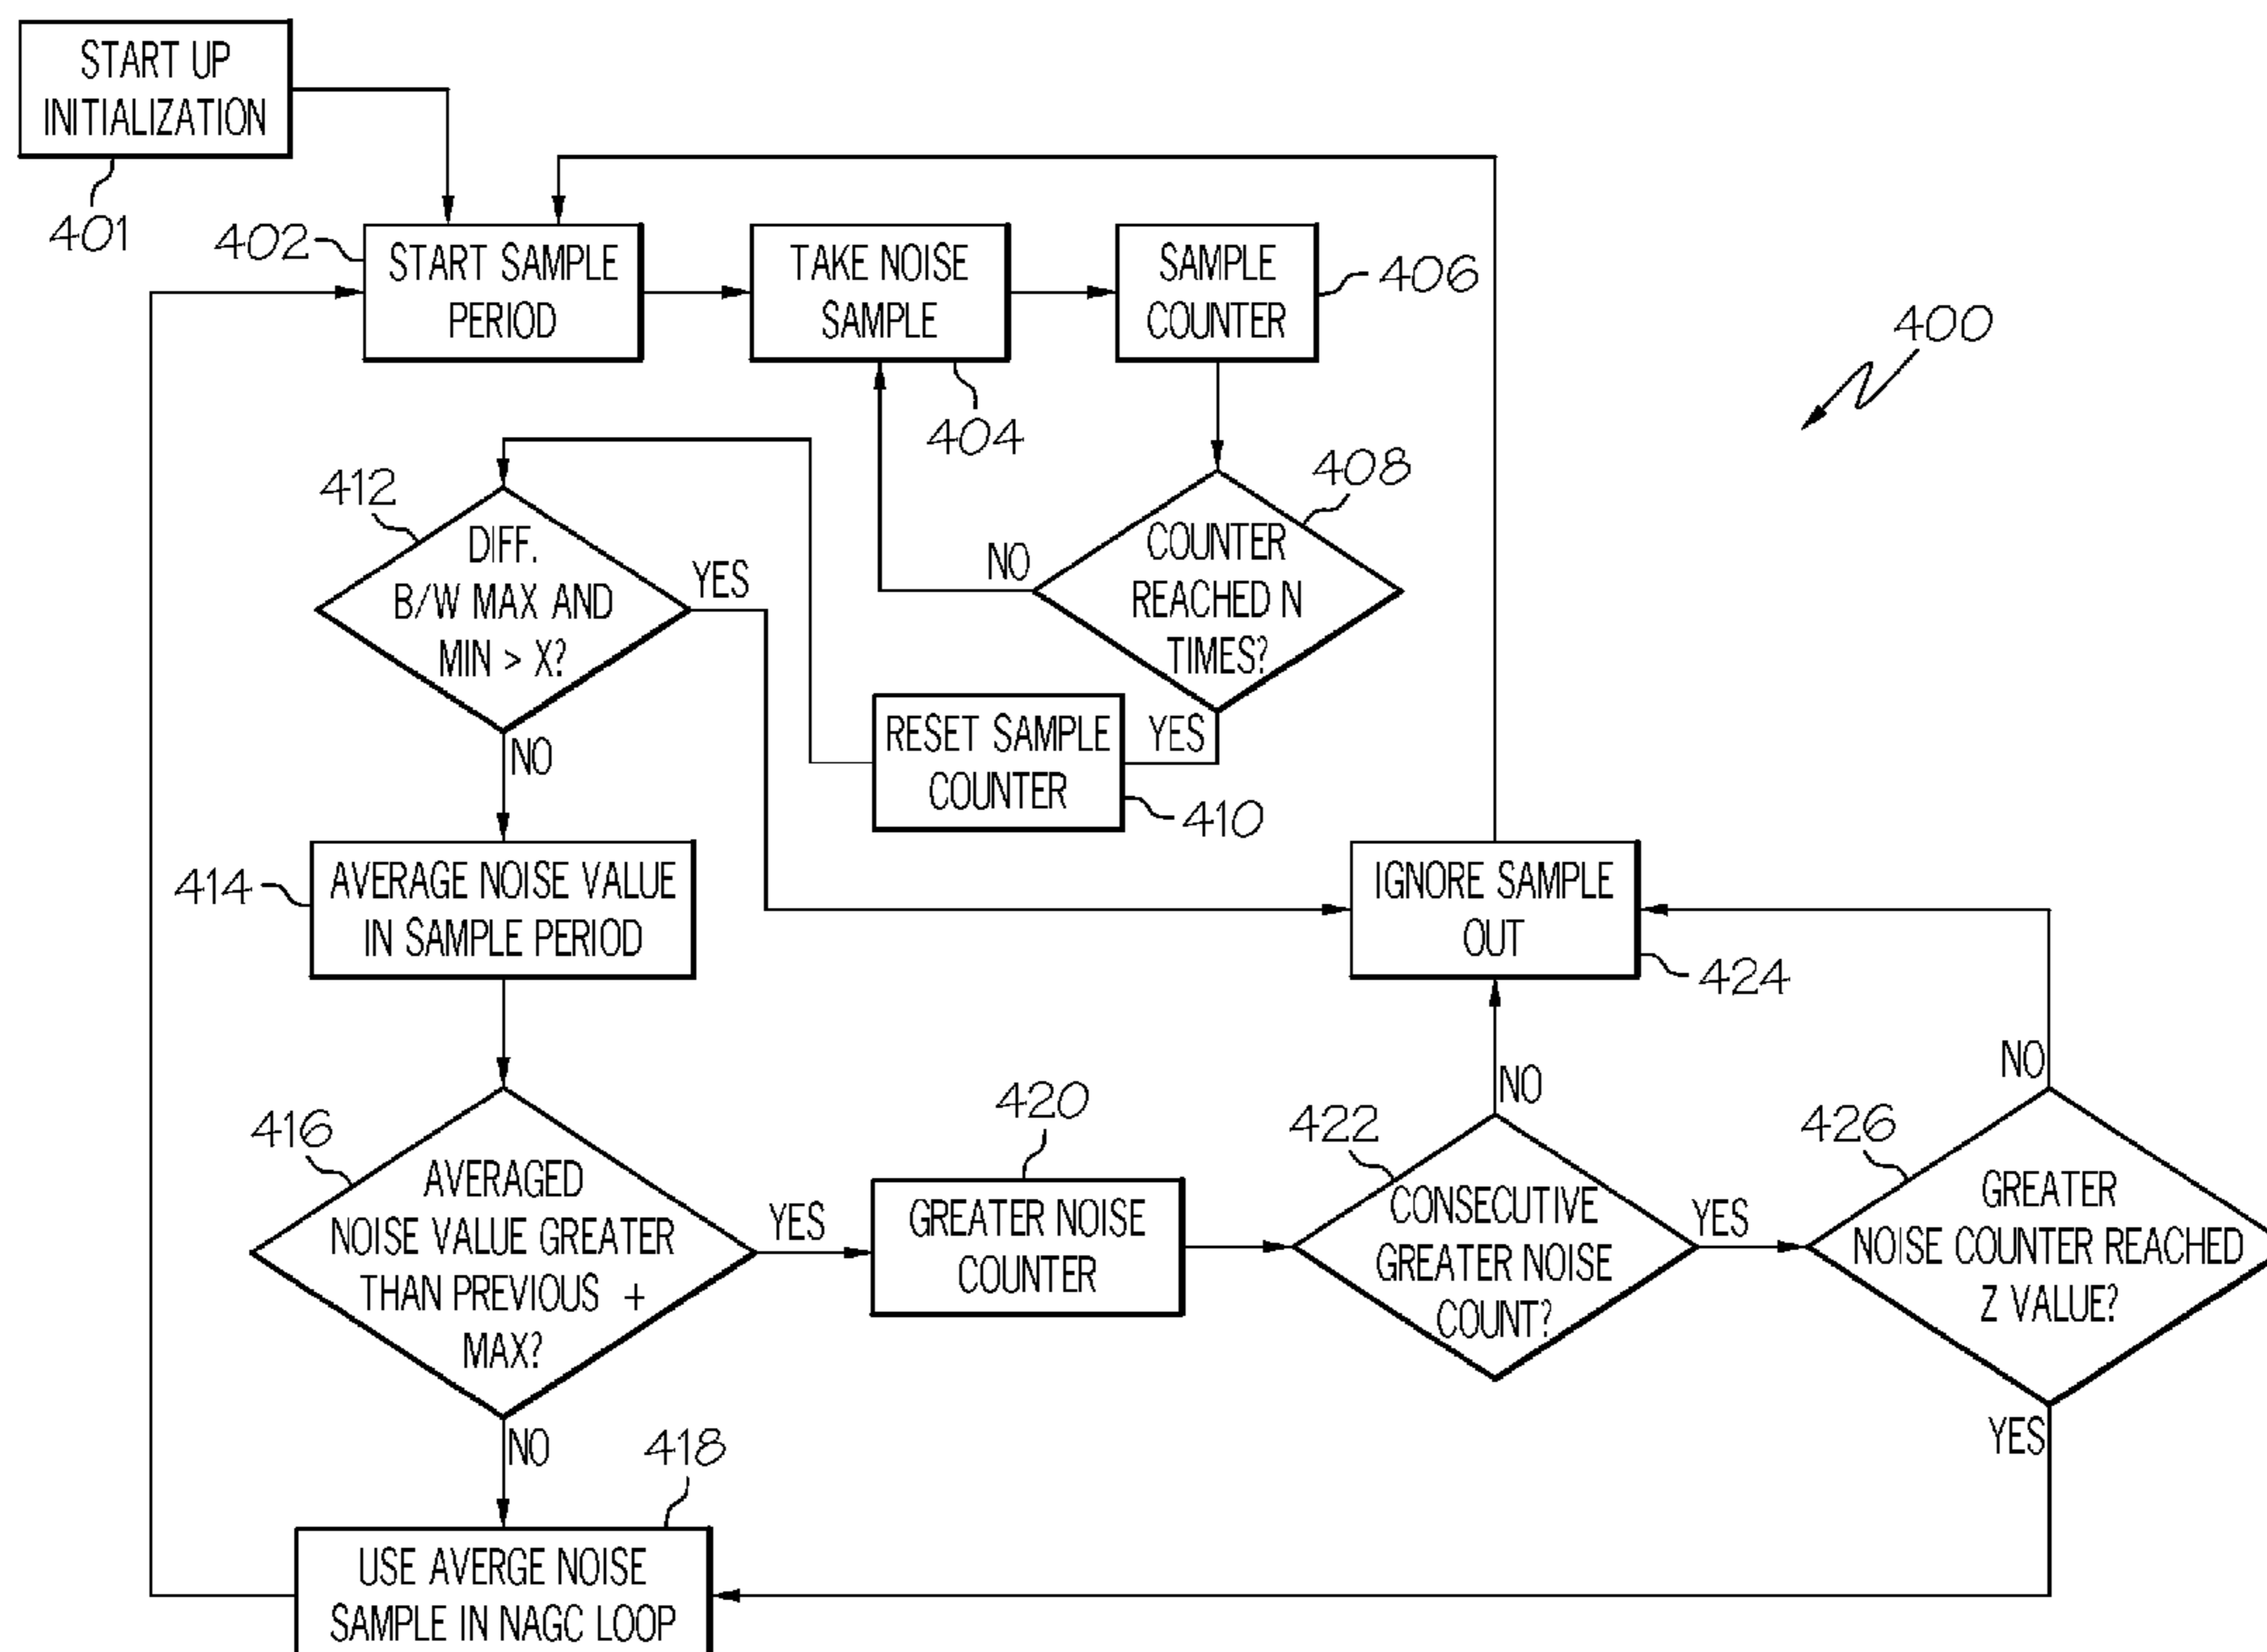 START UP
INITIALIZATION
401
402
START SAMPLE
PERIOD
TAKE NOISE
SAMPLE
404
SAMPLE
COUNTER
406
400
408
COUNTER
REACHED N
TIMES?
NO
YES
RESET SAMPLE
COUNTER
410
412
DIFF.
B/W MAX AND
MIN > X?
YES
NO
414
AVERAGE NOISE VALUE
IN SAMPLE PERIOD
IGNORE SAMPLE
OUT
424
416
AVERAGED
NOISE VALUE GREATER
THAN PREVIOUS +
MAX?
YES
NO
420
GREATER NOISE
COUNTER
422
CONSECUTIVE
GREATER NOISE
COUNT?
NO
YES
426
GREATER
NOISE COUNTER REACHED
Z VALUE?
NO
YES
418
USE AVERGE NOISE
SAMPLE IN NAGC LOOP